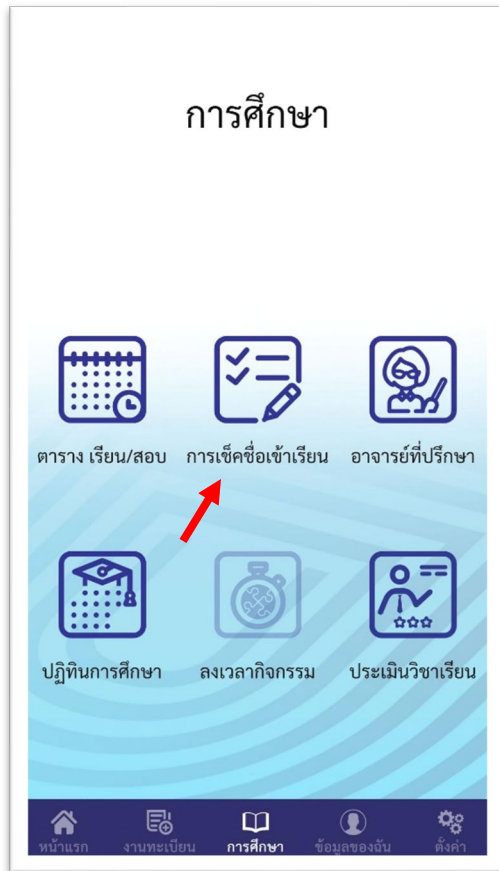 การศึกษา
ตาราง เรียน/สอบ การเช็คชื่อเข้าเรียน อาจารย์ที่ปรึกษา
ปฏิทินการศึกษา ลงเวลากิจกรรม ประเมินวิชาเรียน
หน้าแรก งานทะเบียน การศึกษา ข้อมูลของฉัน ตั้งค่า